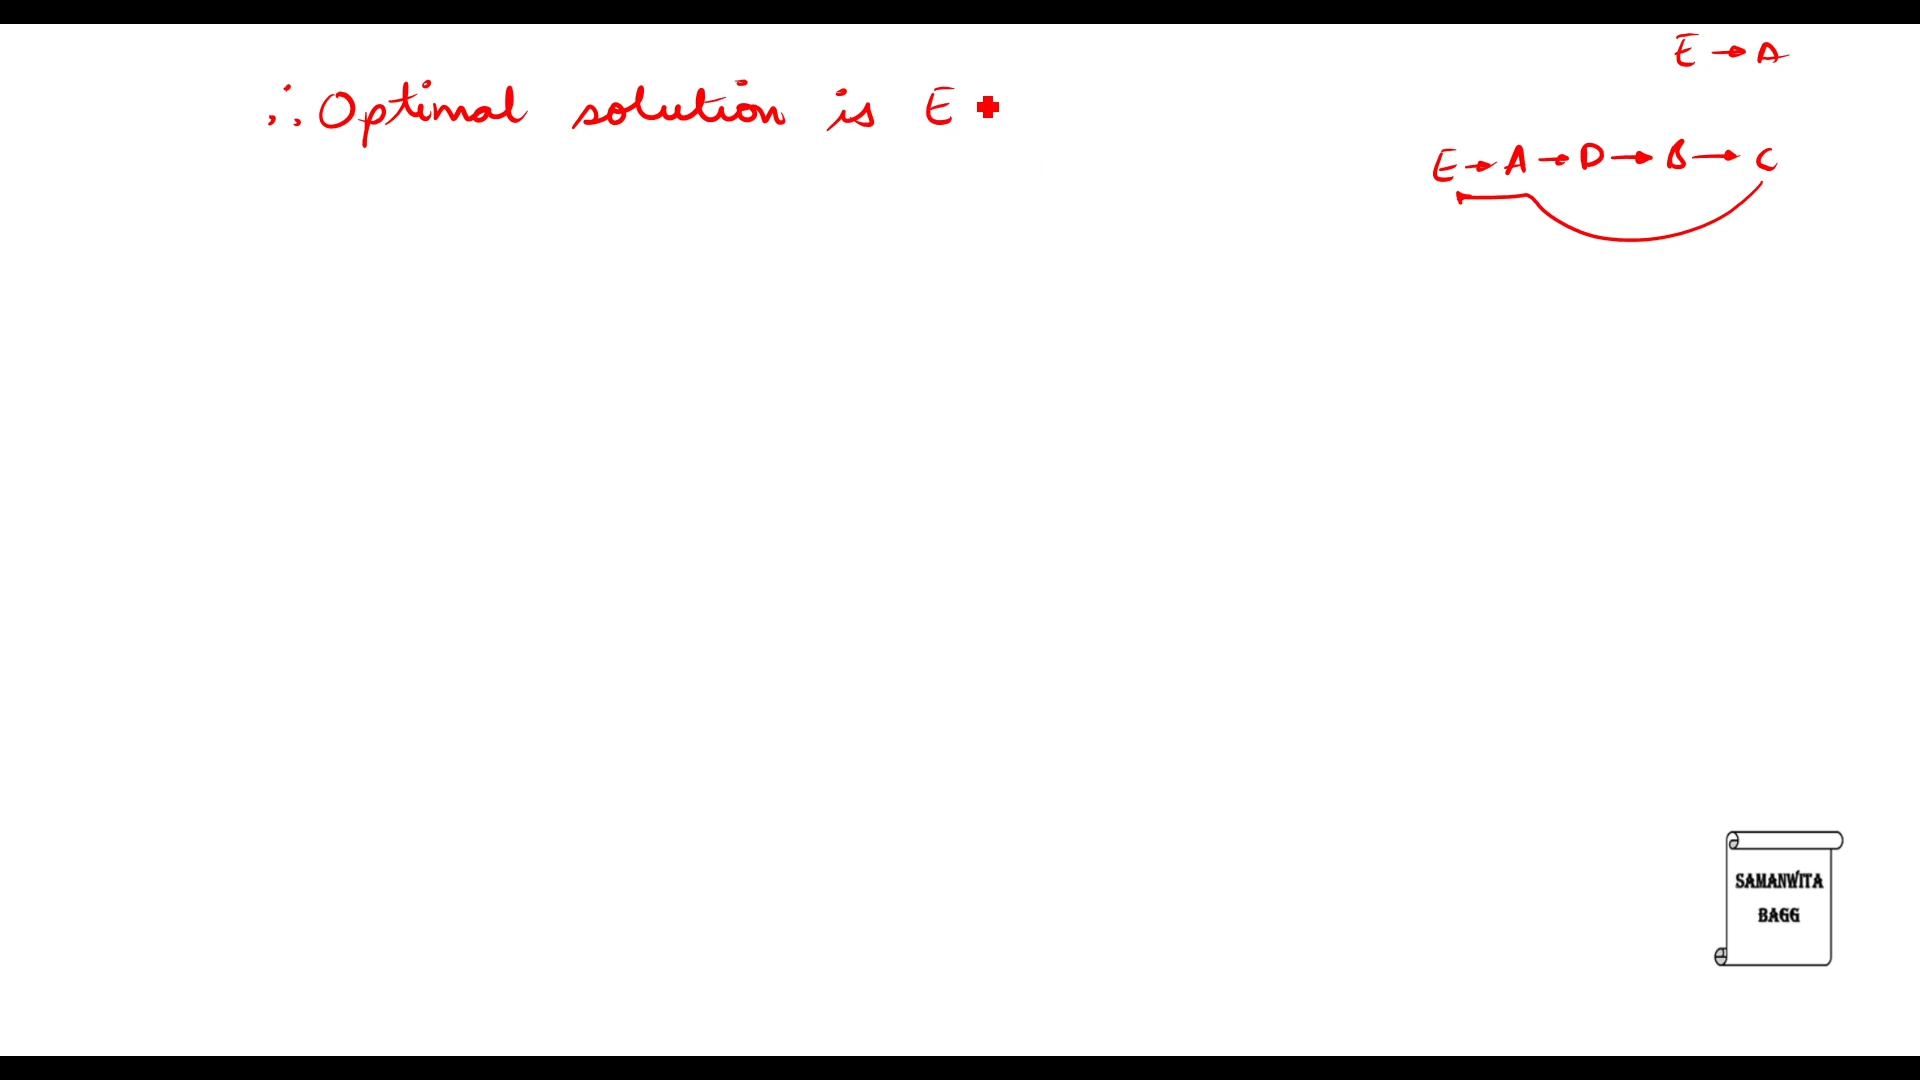 E → A
∴ Optimal solution is E
E → A → D → B → C
SAMANWITA
BAGG